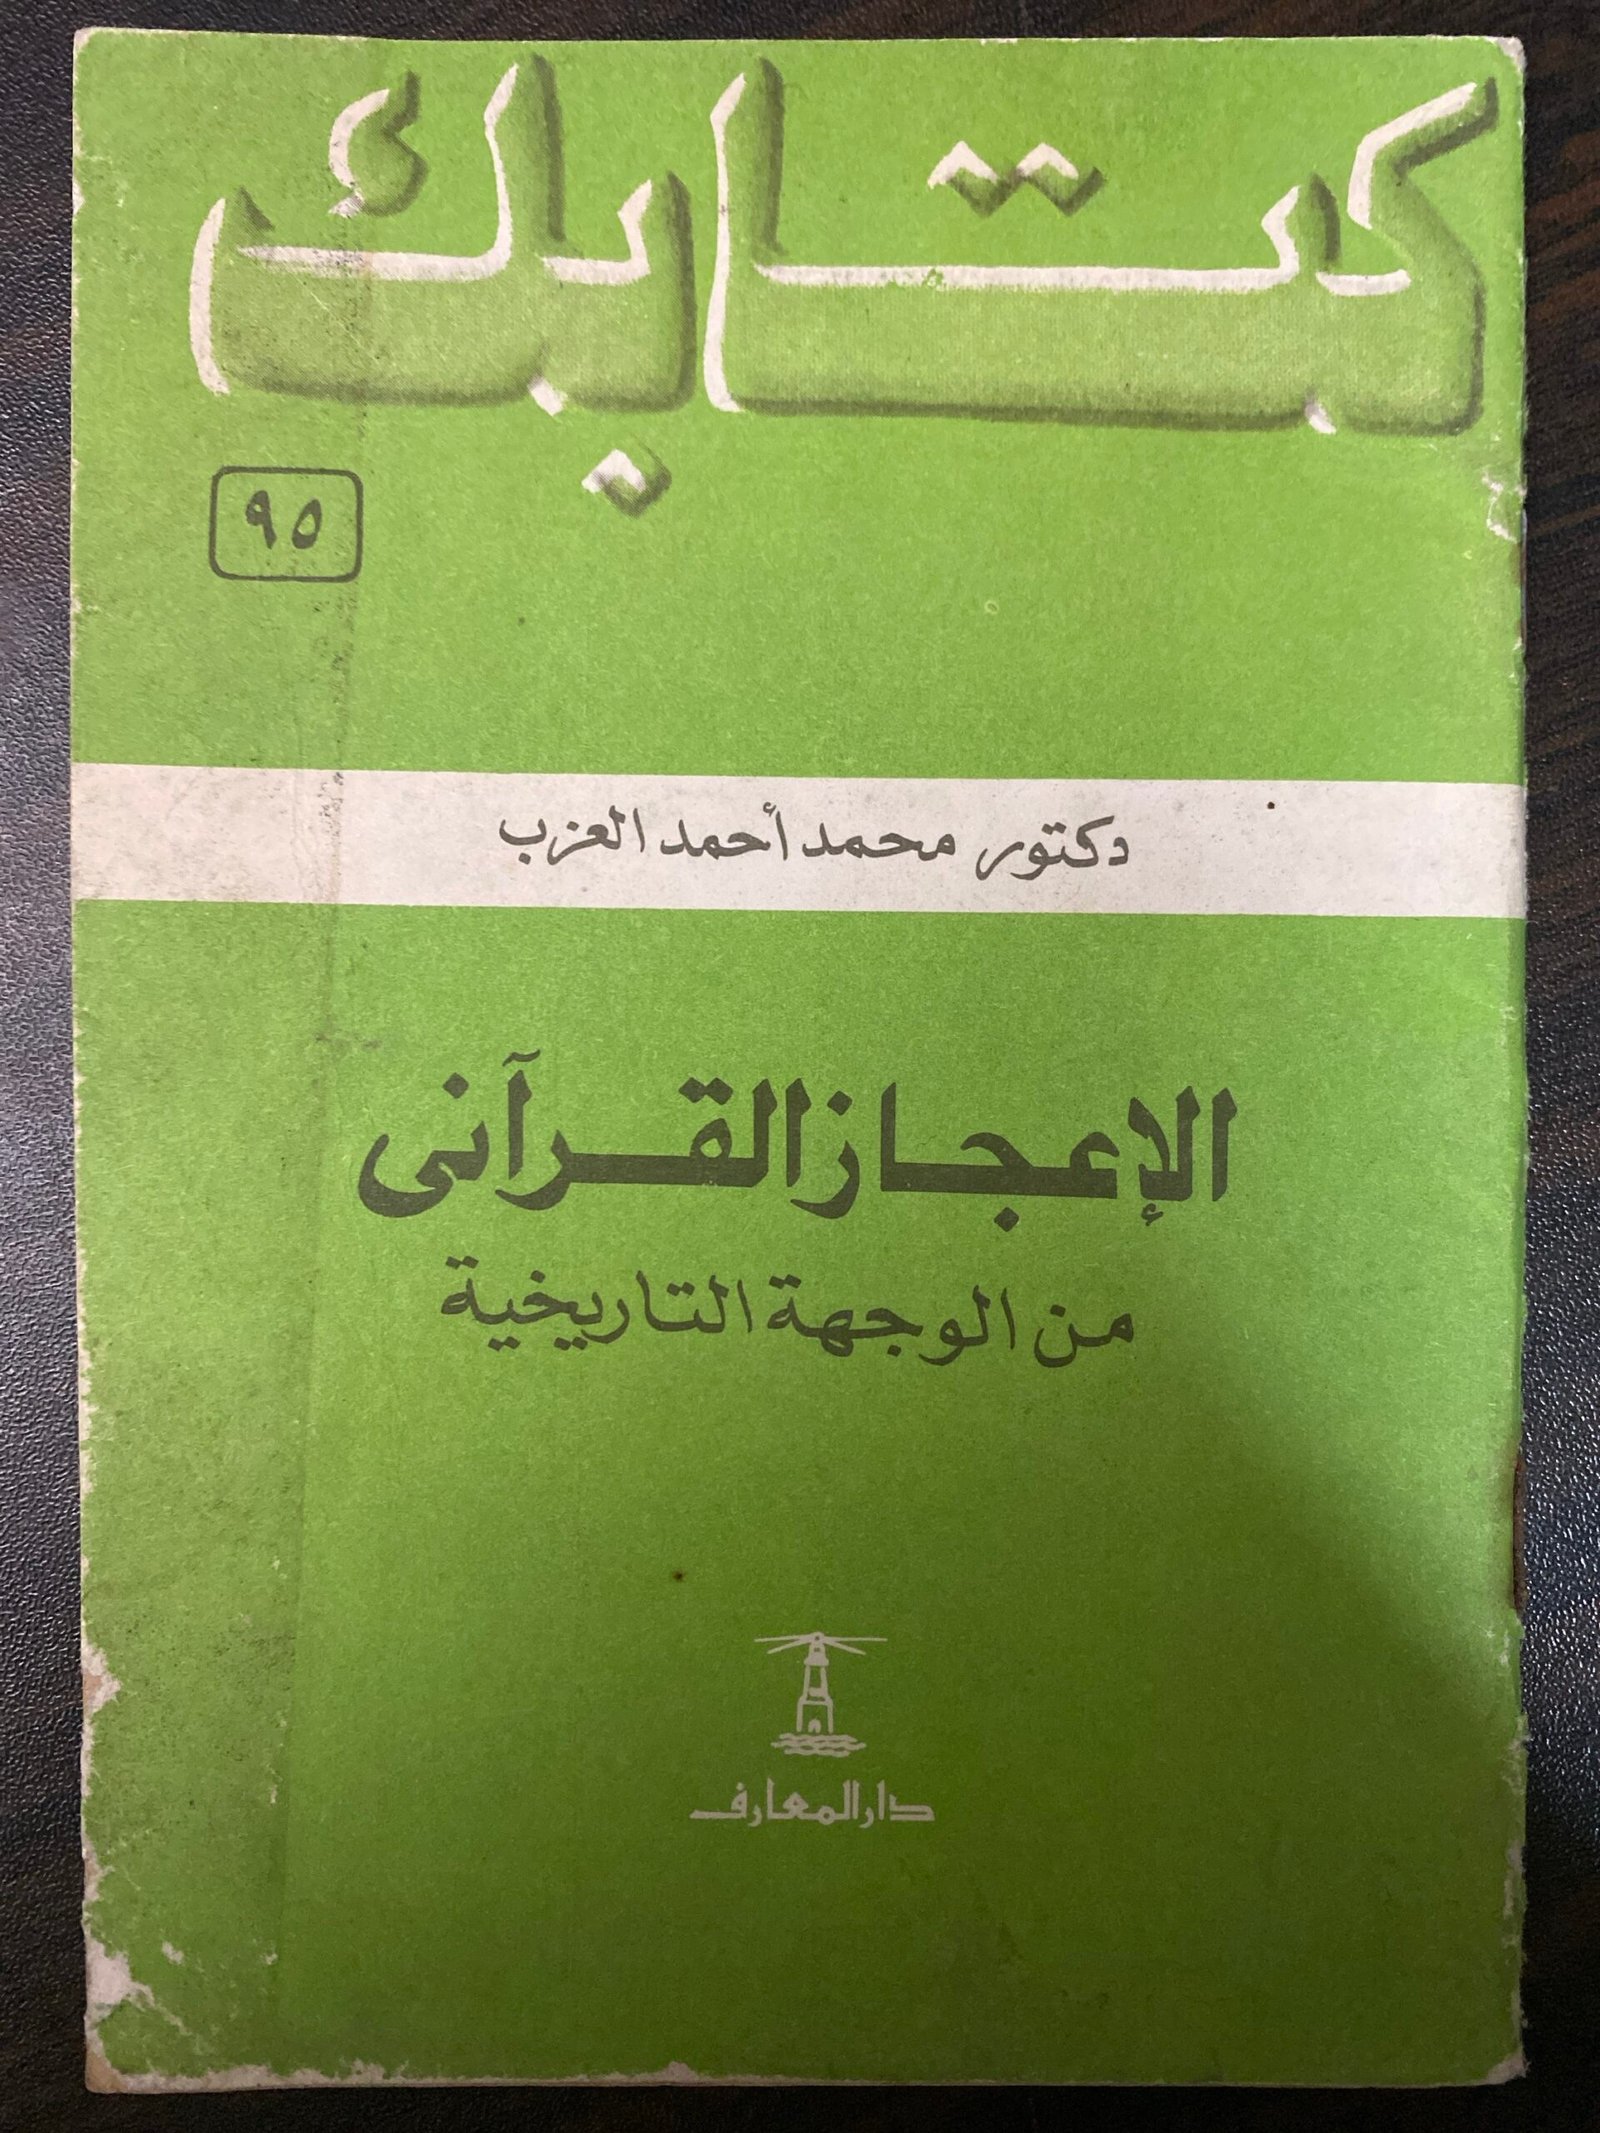 كتابك
٩٥
دكتور محمد أحمد العزب
الإعجاز القرآنى
من الوجهة التاريخية
دار المعارف